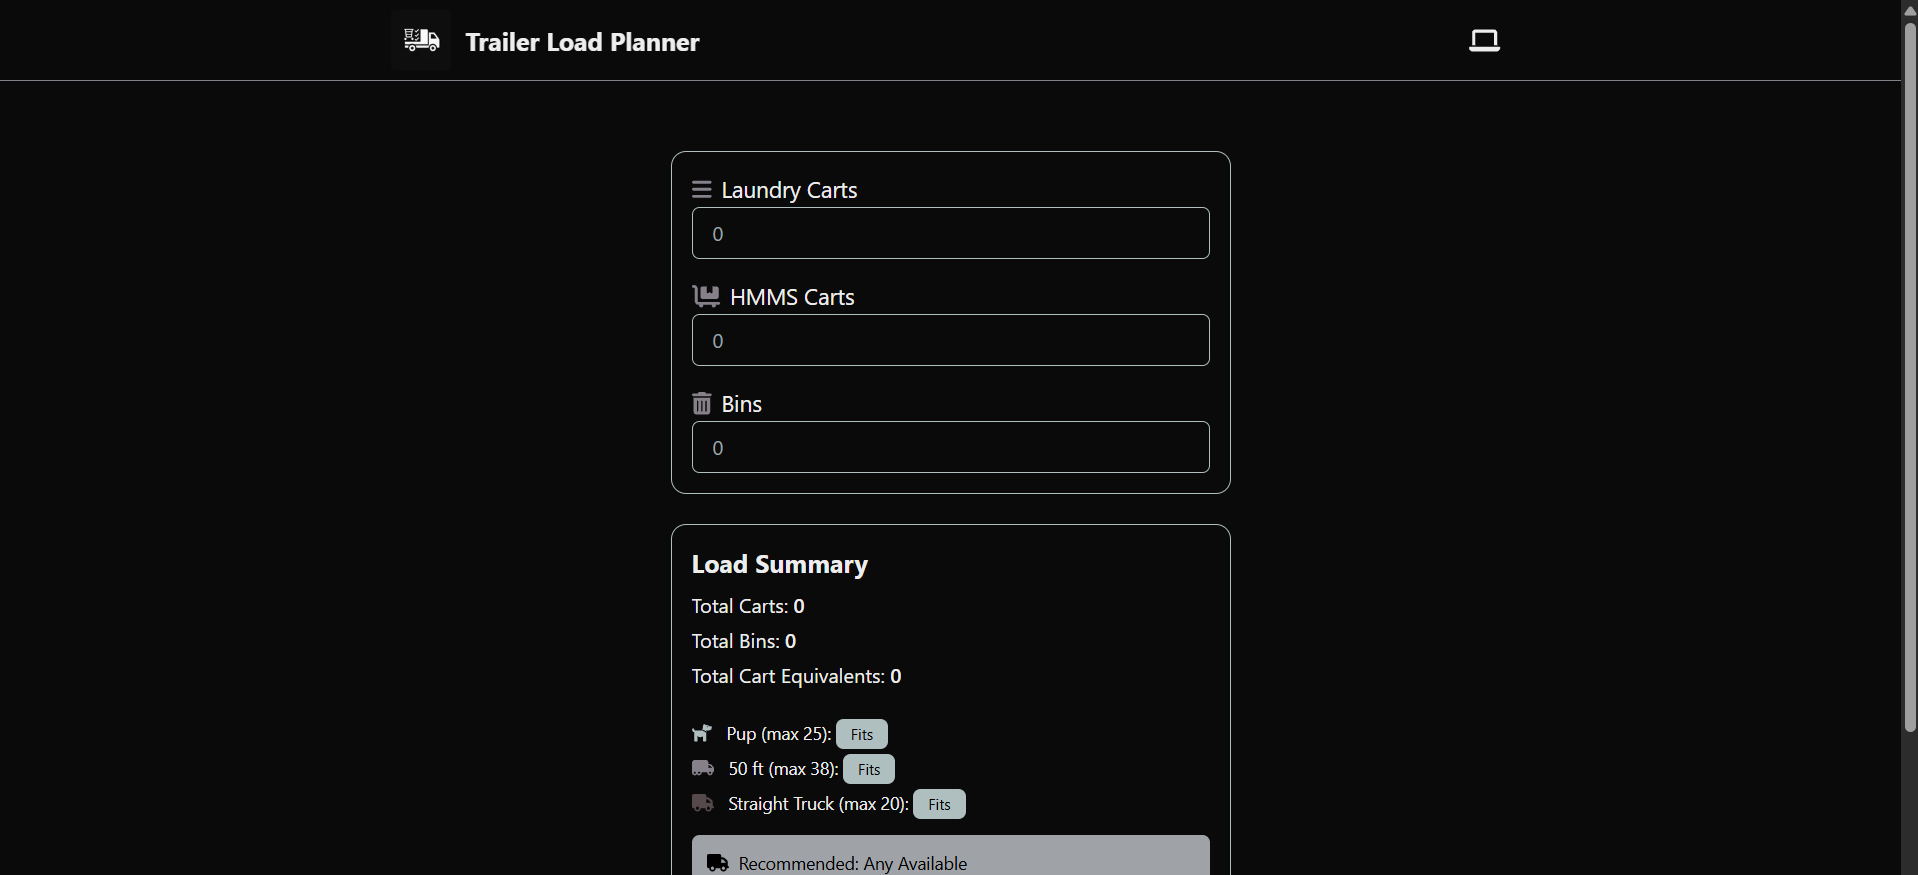 Trailer Load Planner
Laundry Carts
0
HMMS Carts
0
Bins
0
Load Summary
Total Carts: 0
Total Bins: 0
Total Cart Equivalents: 0
Pup (max 25): Fits
50 ft (max 38): Fits
Straight Truck (max 20): Fits
Recommended: Any Available